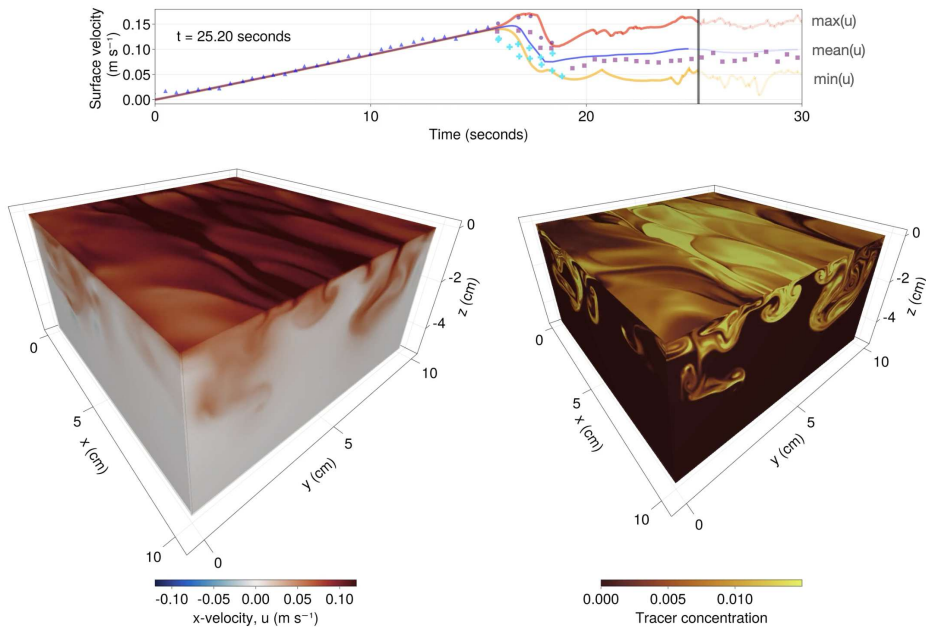 Surface velocity
(m s⁻¹)
0.15
0.10
0.05
0.00
t = 25.20 seconds
max(u)
mean(u)
min(u)
0
10
20
30
Time (seconds)
0
-2
-4
z (cm)
0
5
10
x (cm)
0
5
10
y (cm)
-0.10
-0.05
0.00
0.05
0.10
x-velocity, u (m s⁻¹)
0
-2
-4
z (cm)
0
5
10
x (cm)
0
5
10
y (cm)
0.000
0.005
0.010
Tracer concentration